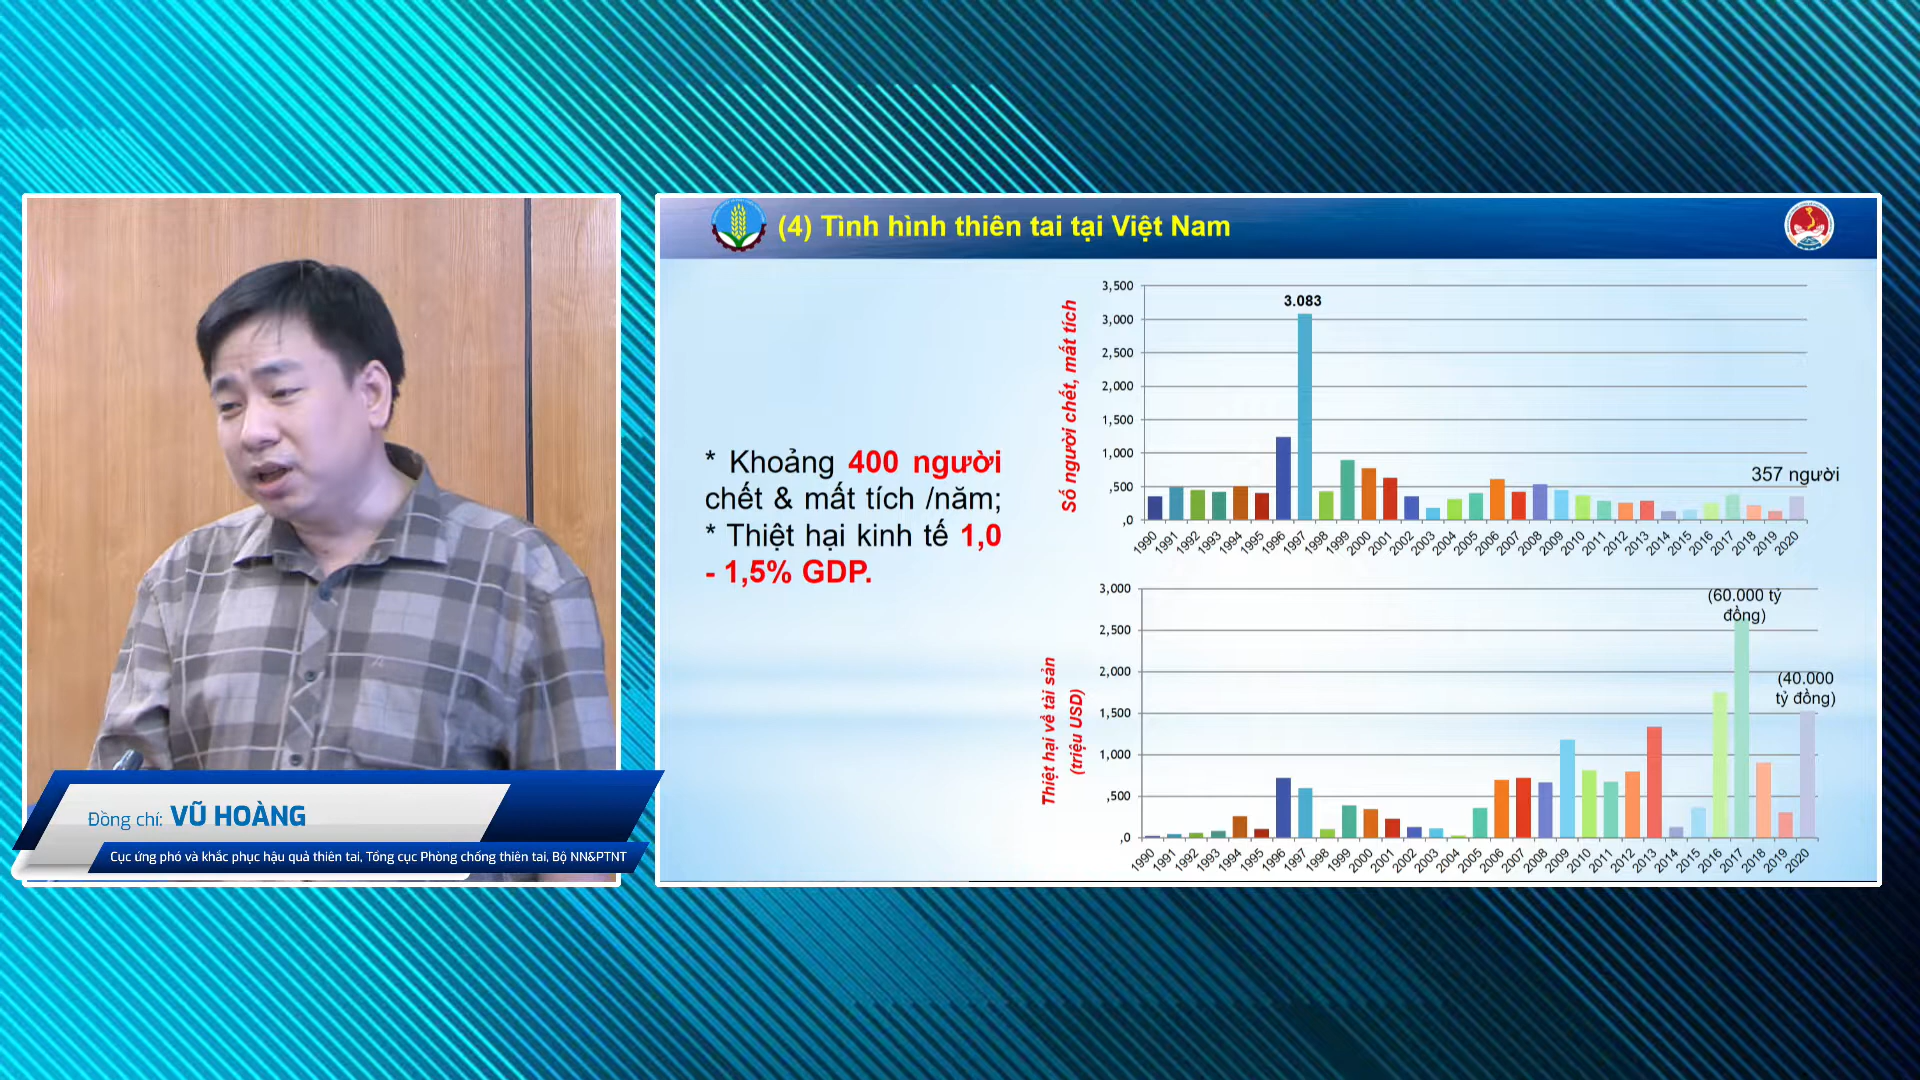 (4) Tình hình thiên tai tại Việt Nam
* Khoảng 400 người
chết & mất tích /năm;
* Thiệt hại kinh tế 1,0
- 1,5% GDP.
Số người chết, mất tích
3,500
3,000
2,500
2,000
1,500
1,000
,500
,0
3.083
357 người
1990 1991 1992 1993 1994 1995 1996 1997 1998 1999 2000 2001 2002 2003 2004 2005 2006 2007 2008 2009 2010 2011 2012 2013 2014 2015 2016 2017 2018 2019 2020
Thiệt hại về tài sản
(triệu USD)
3,000
2,500
2,000
1,500
1,000
,500
,0
(60.000 tỷ
đồng)
(40.000
tỷ đồng)
1990 1991 1992 1993 1994 1995 1996 1997 1998 1999 2000 2001 2002 2003 2004 2005 2006 2007 2008 2009 2010 2011 2012 2013 2014 2015 2016 2017 2018 2019 2020
Đồng chí: VŨ HOÀNG
Cục ứng phó và khắc phục hậu quả thiên tai, Tổng cục Phòng chống thiên tai, Bộ NN&PTNT